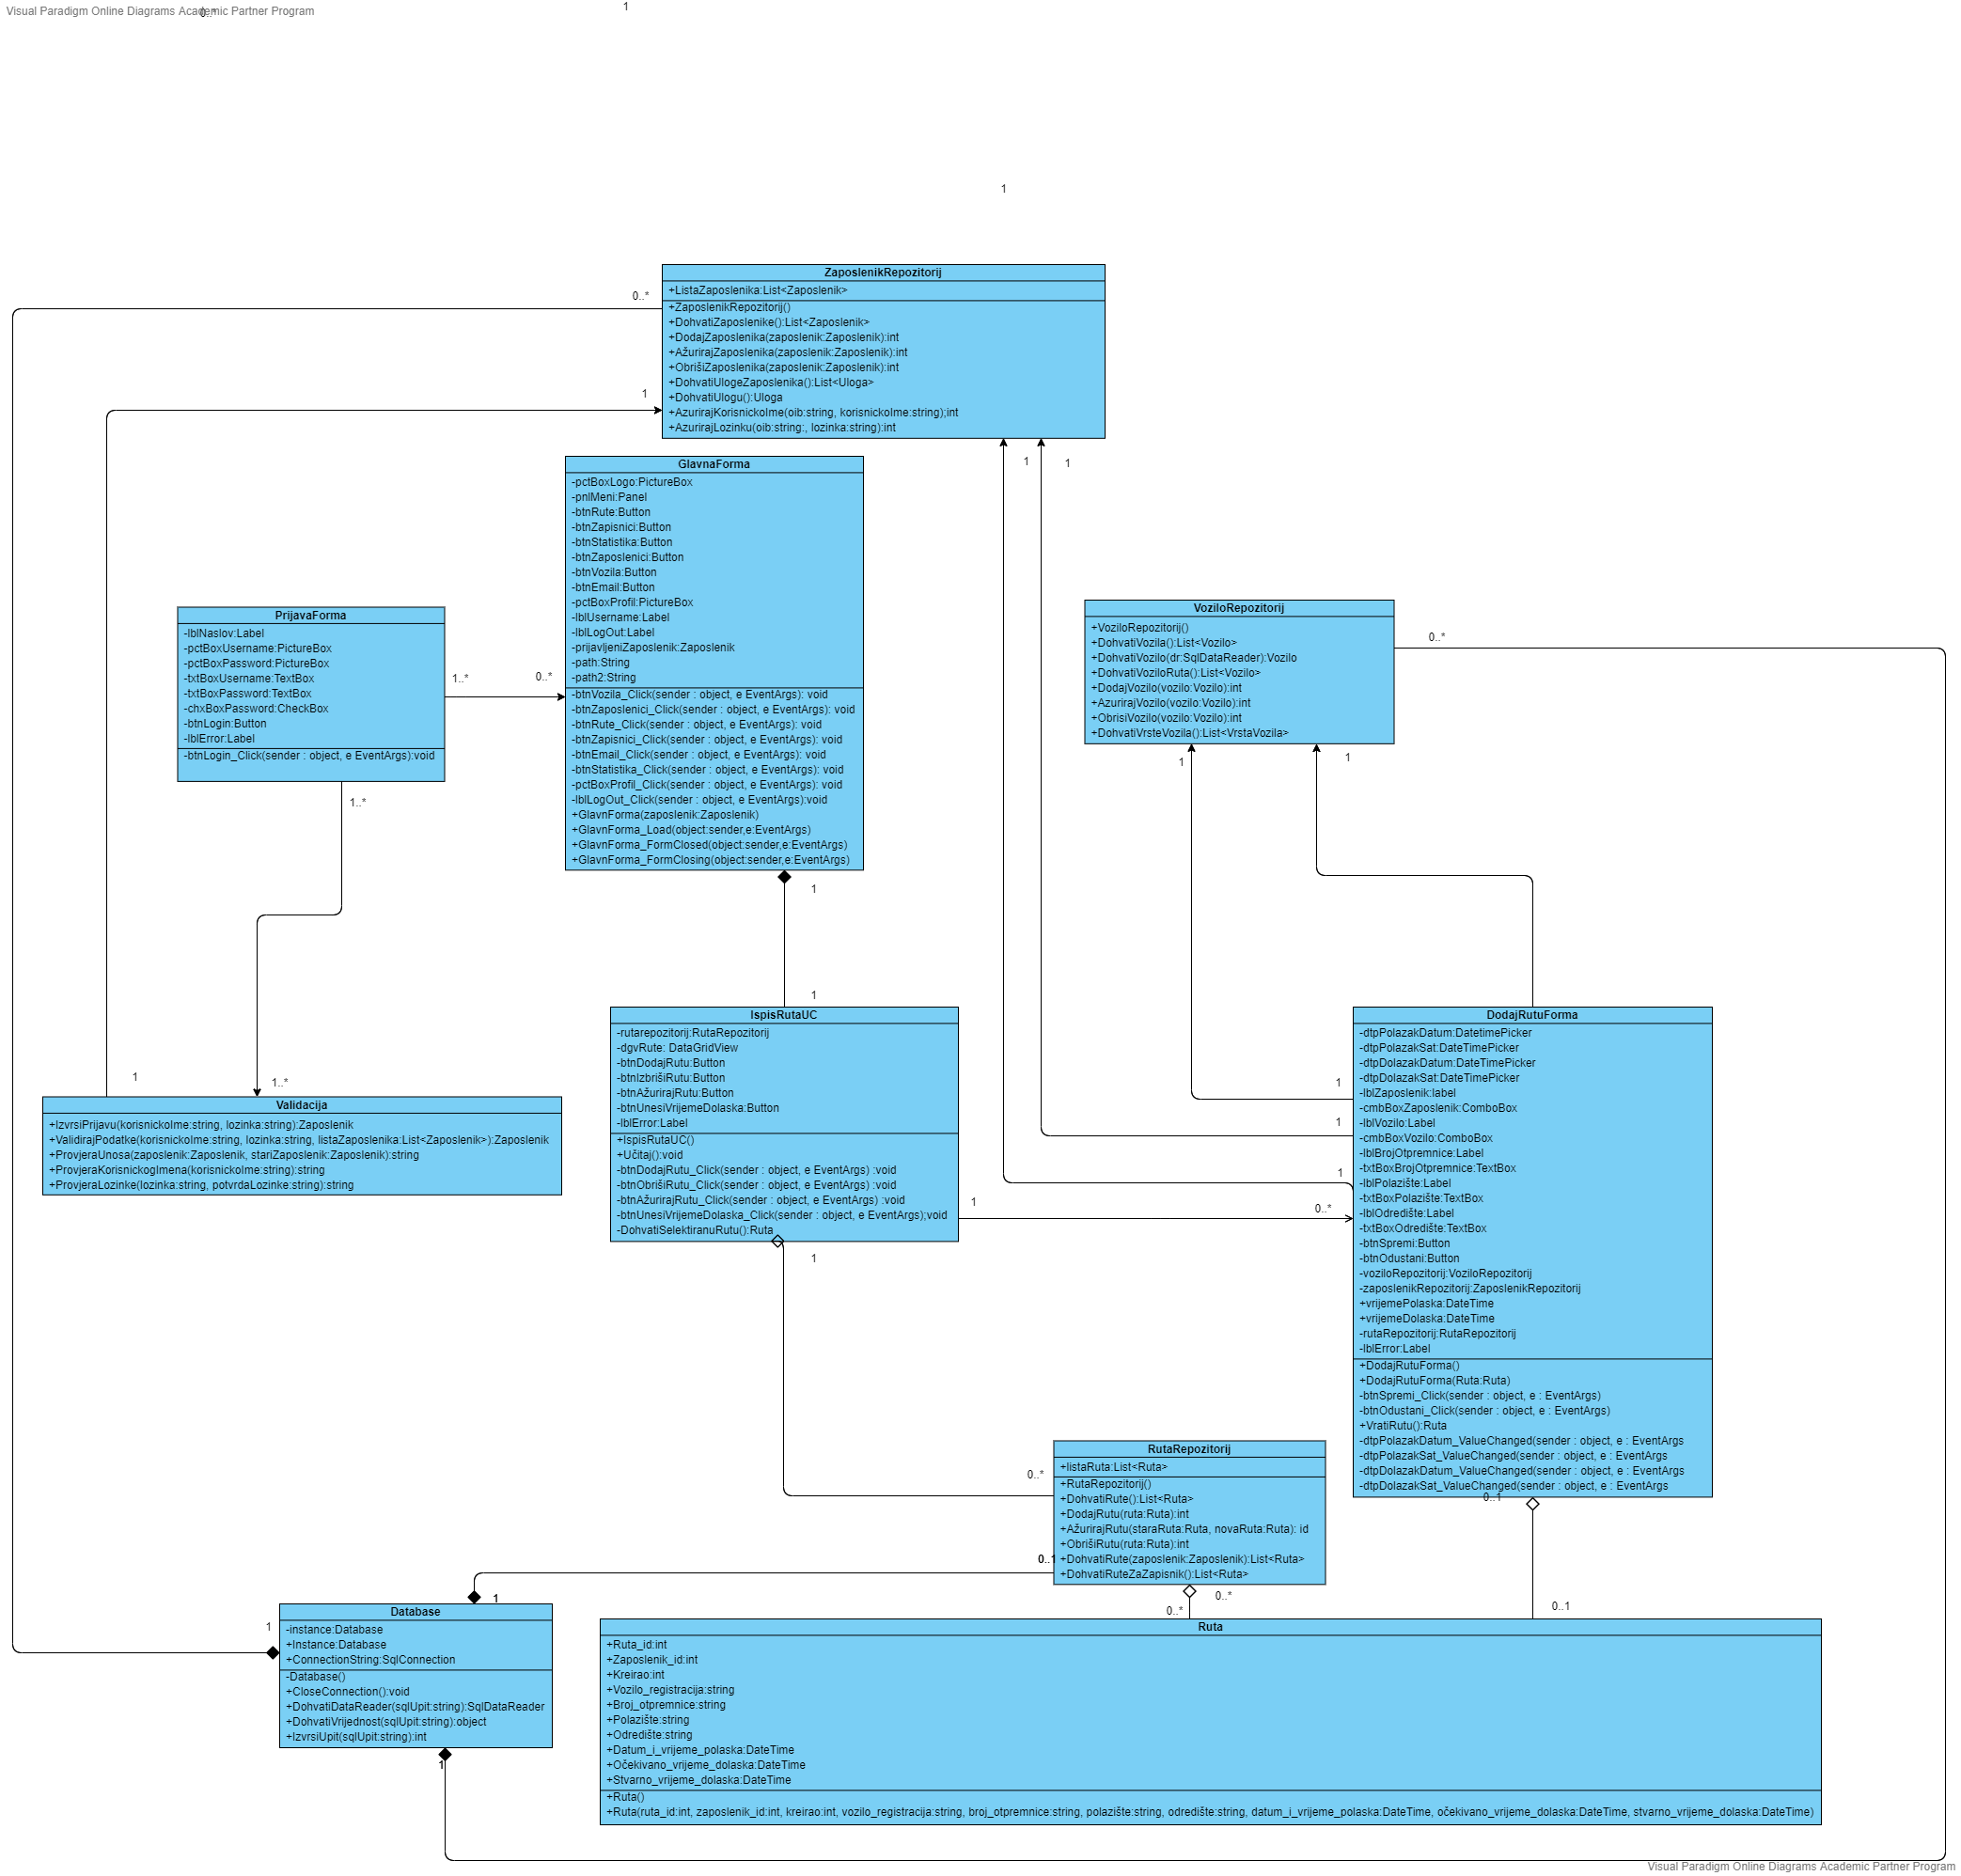 Visual Paradigm Online Diagrams Academic Partner Program
0..*
1
1
ZaposlenikRepozitorij
+ListaZaposlenika:List<Zaposlenik>
+ZaposlenikRepozitorij()
+DohvatiZaposlenike():List<Zaposlenik>
+DodajZaposlenika(zaposlenik:Zaposlenik):int
+AžurirajZaposlenika(zaposlenik:Zaposlenik):int
+ObrišiZaposlenika(zaposlenik:Zaposlenik):int
+DohvatiUlogeZaposlenika():List<Uloga>
+DohvatiUlogu():Uloga
+AzurirajKorisnickoIme(oib:string, korisnickoIme:string);int
+AzurirajLozinku(oib:string:, lozinka:string):int
0..*
1
1
1
GlavnaForma
-pctBoxLogo:PictureBox
-pnlMeni:Panel
-btnRute:Button
-btnZapisnici:Button
-btnStatistika:Button
-btnZaposlenici:Button
-btnVozila:Button
-btnEmail:Button
-pctBoxProfil:PictureBox
-lblUsername:Label
-lblLogOut:Label
-prijavljeniZaposlenik:Zaposlenik
-path:String
-path2:String
-btnVozila_Click(sender : object, e EventArgs): void
-btnZaposlenici_Click(sender : object, e EventArgs): void
-btnRute_Click(sender : object, e EventArgs): void
-btnZapisnici_Click(sender : object, e EventArgs): void
-btnEmail_Click(sender : object, e EventArgs): void
-btnStatistika_Click(sender : object, e EventArgs): void
-pctBoxProfil_Click(sender : object, e EventArgs): void
-lblLogOut_Click(sender : object, e EventArgs):void
+GlavnForma(zaposlenik:Zaposlenik)
+GlavnForma_Load(object:sender,e:EventArgs)
+GlavnForma_FormClosed(object:sender,e:EventArgs)
+GlavnForma_FormClosing(object:sender,e:EventArgs)
1
1
PrijavaForma
-lblNaslov:Label
-pctBoxUsername:PictureBox
-pctBoxPassword:PictureBox
-txtBoxUsername:TextBox
-txtBoxPassword:TextBox
-chxBoxPassword:CheckBox
-btnLogin:Button
-lblError:Label
-btnLogin_Click(sender : object, e EventArgs):void
1..*
0..*
1..*
VoziloRepozitorij
+VoziloRepozitorij()
+DohvatiVozila():List<Vozilo>
+DohvatiVozilo(dr:SqlDataReader):Vozilo
+DohvatiVoziloRuta():List<Vozilo>
+DodajVozilo(vozilo:Vozilo):int
+AzurirajVozilo(vozilo:Vozilo):int
+ObrisiVozilo(vozilo:Vozilo):int
+DohvatiVrsteVozila():List<VrstaVozila>
0..*
1
1
1
1..*
Validacija
+IzvrsiPrijavu(korisnickoIme:string, lozinka:string):Zaposlenik
+ValidirajPodatke(korisnickoIme:string, lozinka:string, listaZaposlenika:List<Zaposlenik>):Zaposlenik
+ProvjeraUnosa(zaposlenik:Zaposlenik, stariZaposlenik:Zaposlenik):string
+ProvjeraKorisnickogImena(korisnickoIme:string):string
+ProvjeraLozinke(lozinka:string, potvrdaLozinke:string):string
IspisRutaUC
-rutarepozitorij:RutaRepozitorij
-dgvRute: DataGridView
-btnDodajRutu:Button
-btnIzbrišiRutu:Button
-btnAžurirajRutu:Button
-btnUnesiVrijemeDolaska:Button
-lblError:Label
+IspisRutaUC()
+Učitaj():void
-btnDodajRutu_Click(sender : object, e EventArgs) :void
-btnObrišiRutu_Click(sender : object, e EventArgs) :void
-btnAžurirajRutu_Click(sender : object, e EventArgs) :void
-btnUnesiVrijemeDolaska_Click(sender : object, e EventArgs);void
-DohvatiSelektiranuRutu():Ruta
1
1
0..*
1
1
1
DodajRutuForma
-dtpPolazakDatum:DatetimePicker
-dtpPolazakSat:DateTimePicker
-dtpDolazakDatum:DateTimePicker
-dtpDolazakSat:DateTimePicker
-lblZaposlenik:label
-cmbBoxZaposlenik:ComboBox
-lblVozilo:Label
-cmbBoxVozilo:ComboBox
-lblBrojOtpremnice:Label
-txtBoxBrojOtpremnice:TextBox
-lblPolazište:Label
-txtBoxPolazište:TextBox
-lblOdredište:Label
-txtBoxOdredište:TextBox
-btnSpremi:Button
-btnOdustani:Button
-voziloRepozitorij:VoziloRepozitorij
-zaposlenikRepozitorij:ZaposlenikRepozitorij
+vrijemePolaska:DateTime
+vrijemeDolaska:DateTime
-rutaRepozitorij:RutaRepozitorij
-lblError:Label
+DodajRutuForma()
+DodajRutuForma(Ruta:Ruta)
-btnSpremi_Click(sender : object, e : EventArgs)
-btnOdustani_Click(sender : object, e : EventArgs)
+VratiRutu():Ruta
-dtpPolazakDatum_ValueChanged(sender : object, e : EventArgs
-dtpPolazakSat_ValueChanged(sender : object, e : EventArgs
-dtpDolazakDatum_ValueChanged(sender : object, e : EventArgs
-dtpDolazakSat_ValueChanged(sender : object, e : EventArgs
0..1
0..1
RutaRepozitorij
+listaRuta:List<Ruta>
+RutaRepozitorij()
+DohvatiRute():List<Ruta>
+DodajRutu(ruta:Ruta):int
+AžurirajRutu(staraRuta:Ruta, novaRuta:Ruta): id
+ObrišiRutu(ruta:Ruta):int
+DohvatiRute(zaposlenik:Zaposlenik):List<Ruta>
+DohvatiRuteZaZapisnik():List<Ruta>
0..*
0..1
0..*
0..*
1
1
Database
-instance:Database
+Instance:Database
+ConnectionString:SqlConnection
-Database()
+CloseConnection():void
+DohvatiDataReader(sqlUpit:string):SqlDataReader
+DohvatiVrijednost(sqlUpit:string):object
+IzvrsiUpit(sqlUpit:string):int
1
Ruta
+Ruta_id:int
+Zaposlenik_id:int
+Kreirao:int
+Vozilo_registracija:string
+Broj_otpremnice:string
+Polazište:string
+Odredište:string
+Datum_i_vrijeme_polaska:DateTime
+Očekivano_vrijeme_dolaska:DateTime
+Stvarno_vrijeme_dolaska:DateTime
+Ruta()
+Ruta(ruta_id:int, zaposlenik_id:int, kreirao:int, vozilo_registracija:string, broj_otpremnice:string, polazište:string, odredište:string, datum_i_vrijeme_polaska:DateTime, očekivano_vrijeme_dolaska:DateTime, stvarno_vrijeme_dolaska:DateTime)
Visual Paradigm Online Diagrams Academic Partner Program